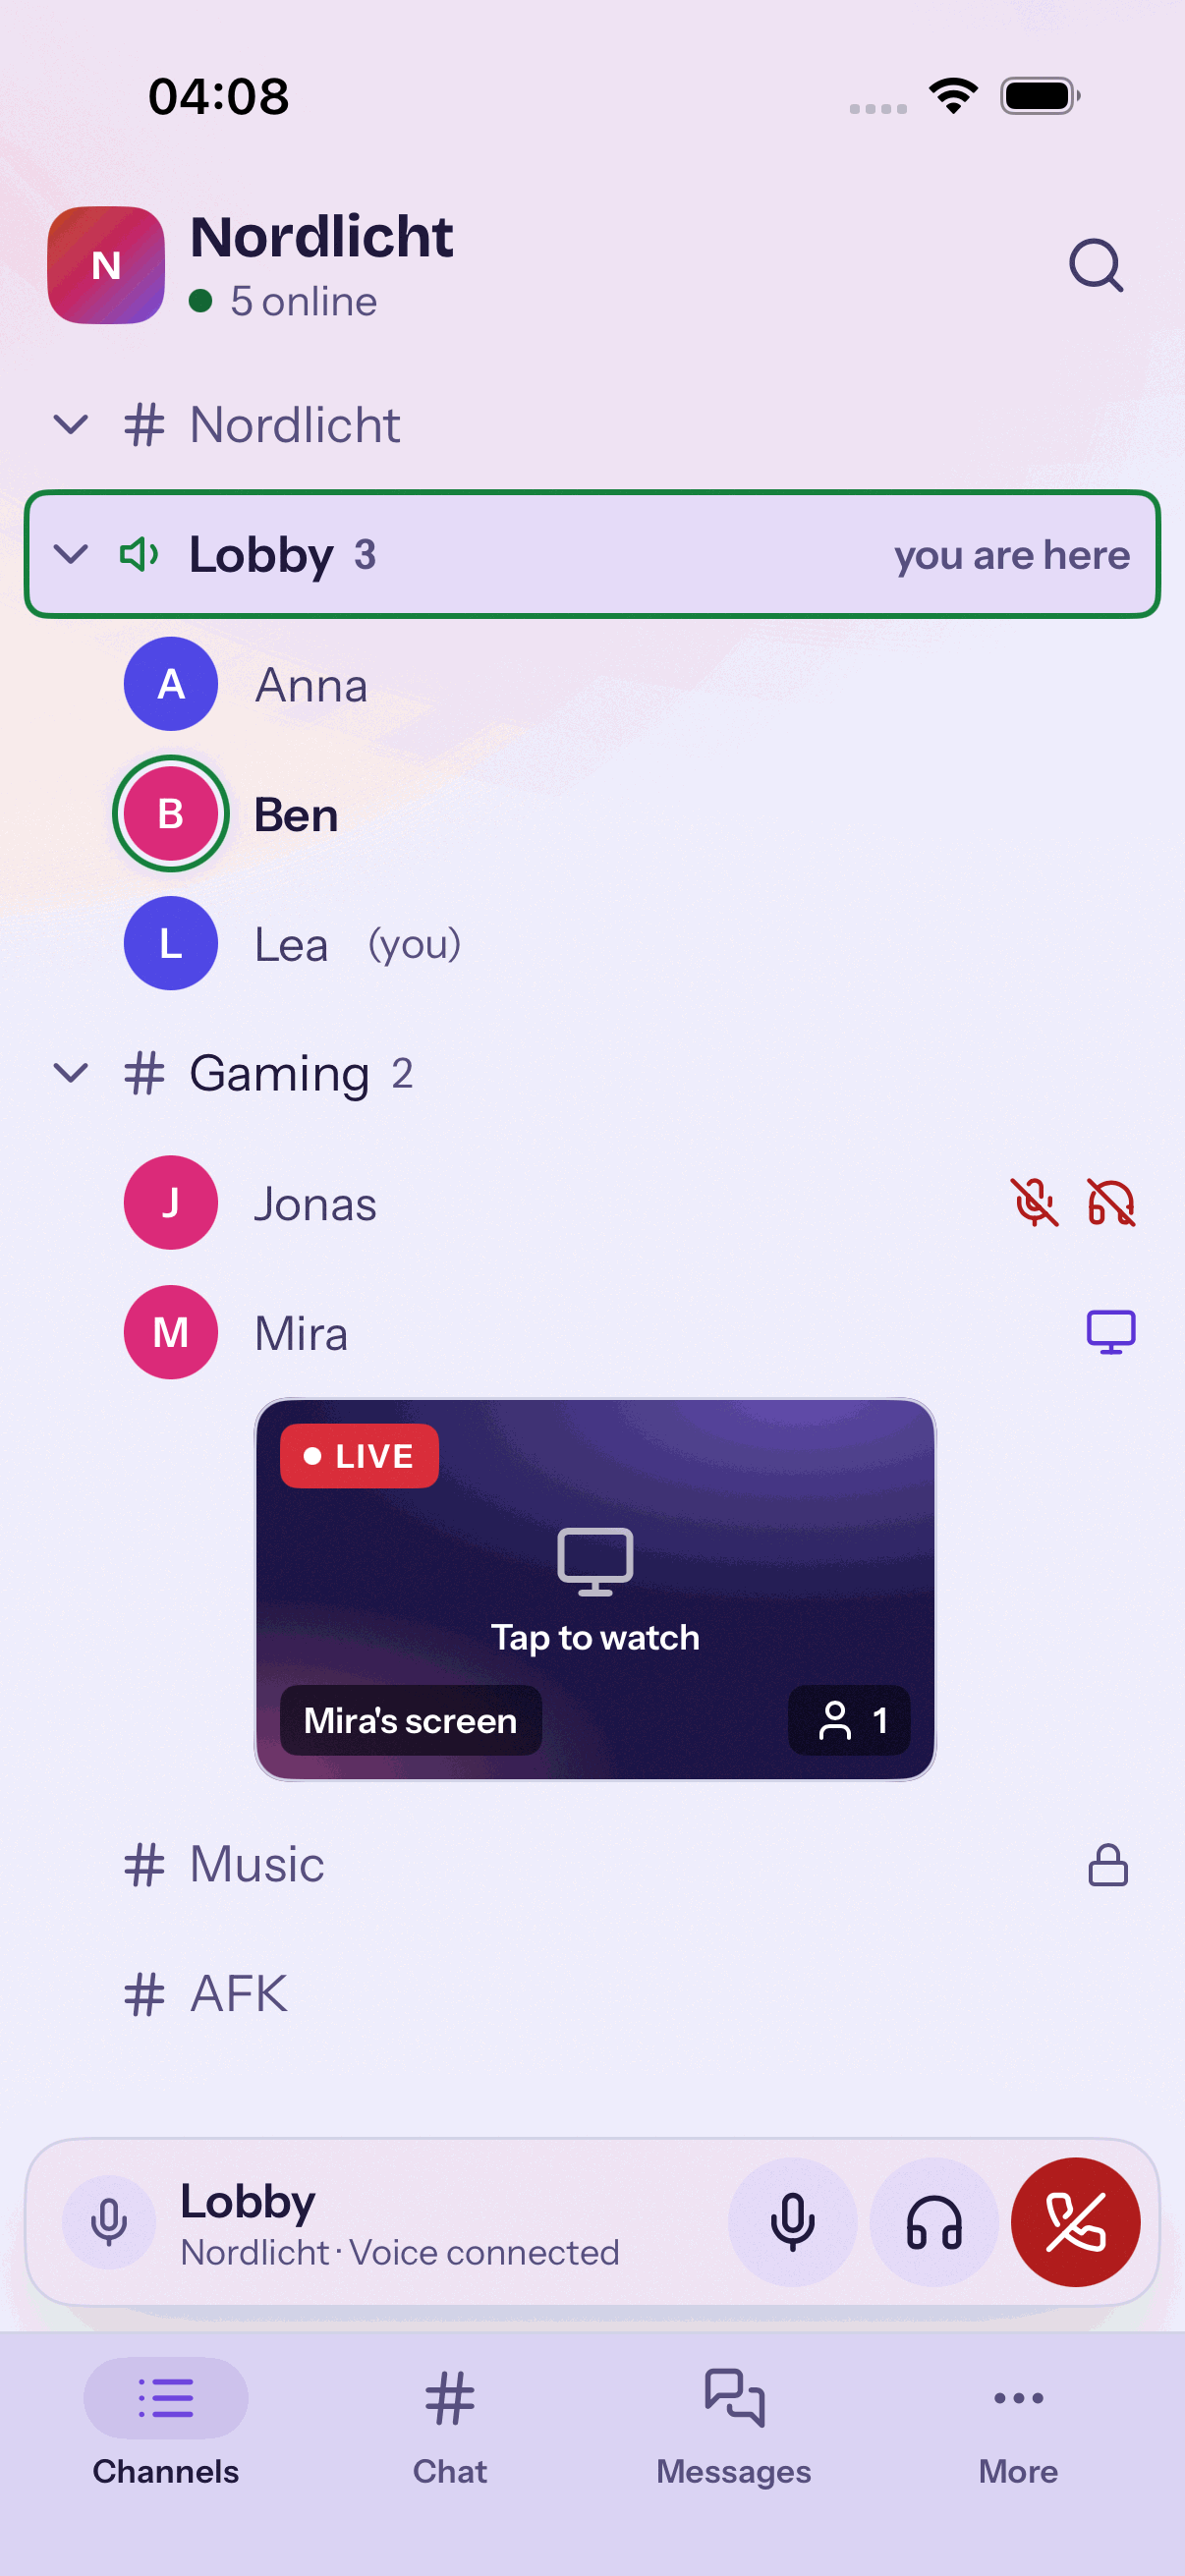 04:08
N
Nordlicht
5 online
Nordlicht
Lobby 3 you are here
A Anna
B Ben
L Lea (you)
Gaming 2
J Jonas
M Mira
LIVE
Tap to watch
Mira's screen 1
Music
AFK
Lobby
Nordlicht · Voice connected
Channels Chat Messages More